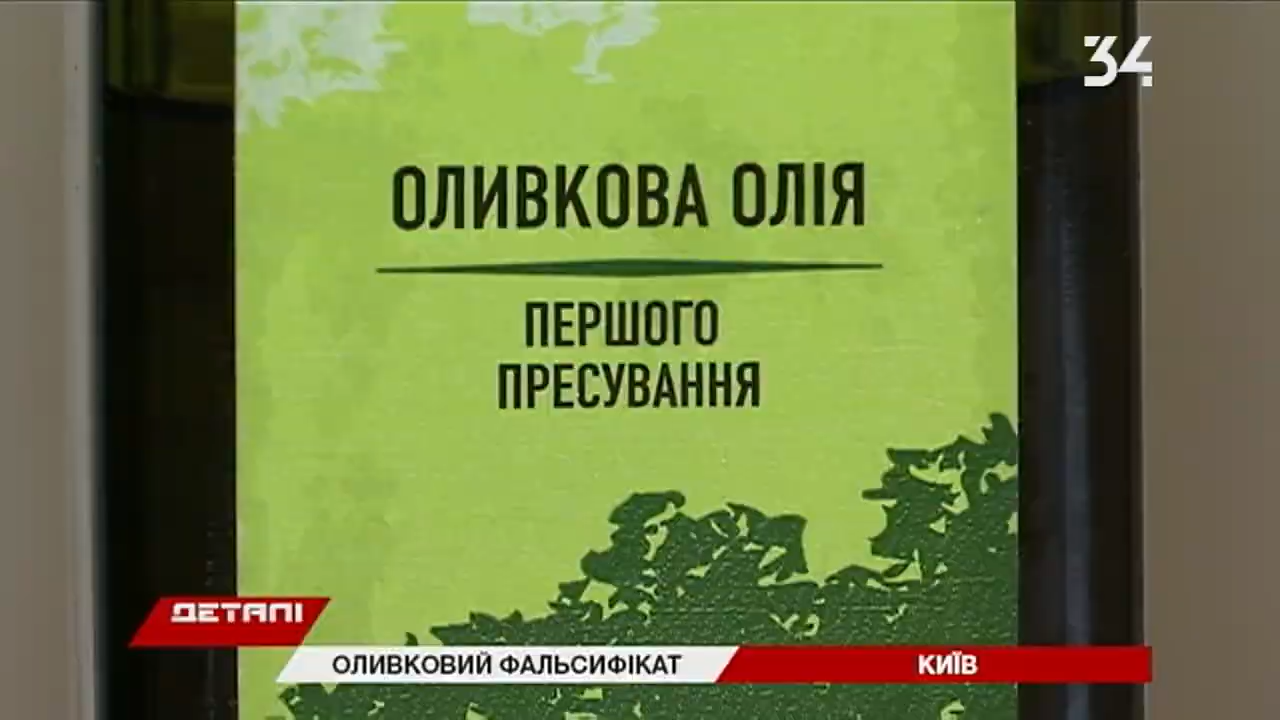 34
ОЛИВКОВА ОЛІЯ
ПЕРШОГО
ПРЕСУВАННЯ
ДЕТАЛІ
ОЛИВКОВИЙ ФАЛЬСИФІКАТ
КИЇВ